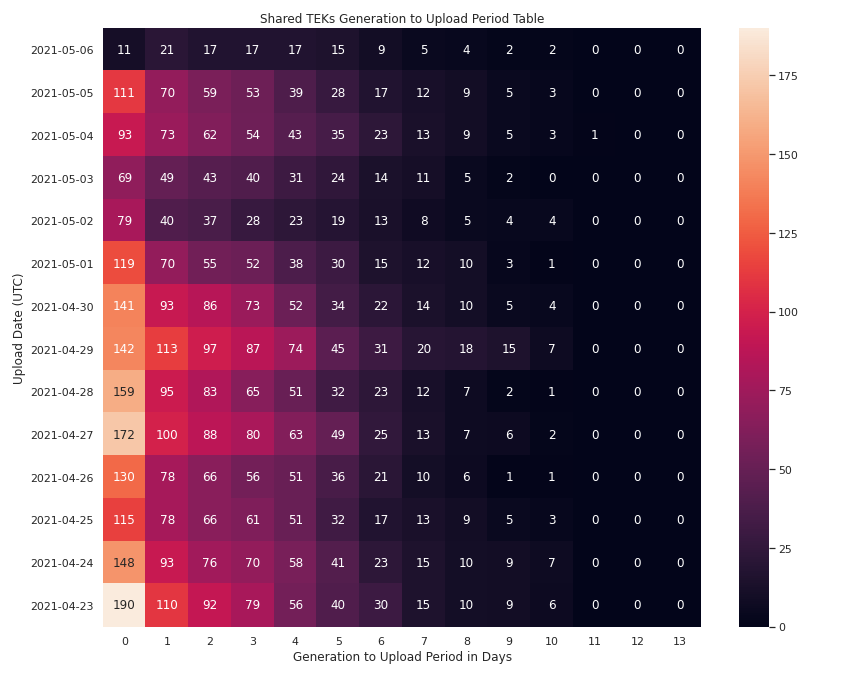 Shared TEKs Generation to Upload Period Table
Upload Date (UTC)
2021-05-06 11 21 17 17 17 15 9 5 4 2 2 0 0 0
2021-05-05 111 70 59 53 39 28 17 12 9 5 3 0 0 0
2021-05-04 93 73 62 54 43 35 23 13 9 5 3 1 0 0
2021-05-03 69 49 43 40 31 24 14 11 5 2 0 0 0 0
2021-05-02 79 40 37 28 23 19 13 8 5 4 4 0 0 0
2021-05-01 119 70 55 52 38 30 15 12 10 3 1 0 0 0
2021-04-30 141 93 86 73 52 34 22 14 10 5 4 0 0 0
2021-04-29 142 113 97 87 74 45 31 20 18 15 7 0 0 0
2021-04-28 159 95 83 65 51 32 23 12 7 2 1 0 0 0
2021-04-27 172 100 88 80 63 49 25 13 7 6 2 0 0 0
2021-04-26 130 78 66 56 51 36 21 10 6 1 1 0 0 0
2021-04-25 115 78 66 61 51 32 17 13 9 5 3 0 0 0
2021-04-24 148 93 76 70 58 41 23 15 10 9 7 0 0 0
2021-04-23 190 110 92 79 56 40 30 15 10 9 6 0 0 0
0 1 2 3 4 5 6 7 8 9 10 11 12 13
Generation to Upload Period in Days
175
150
125
100
75
50
25
0